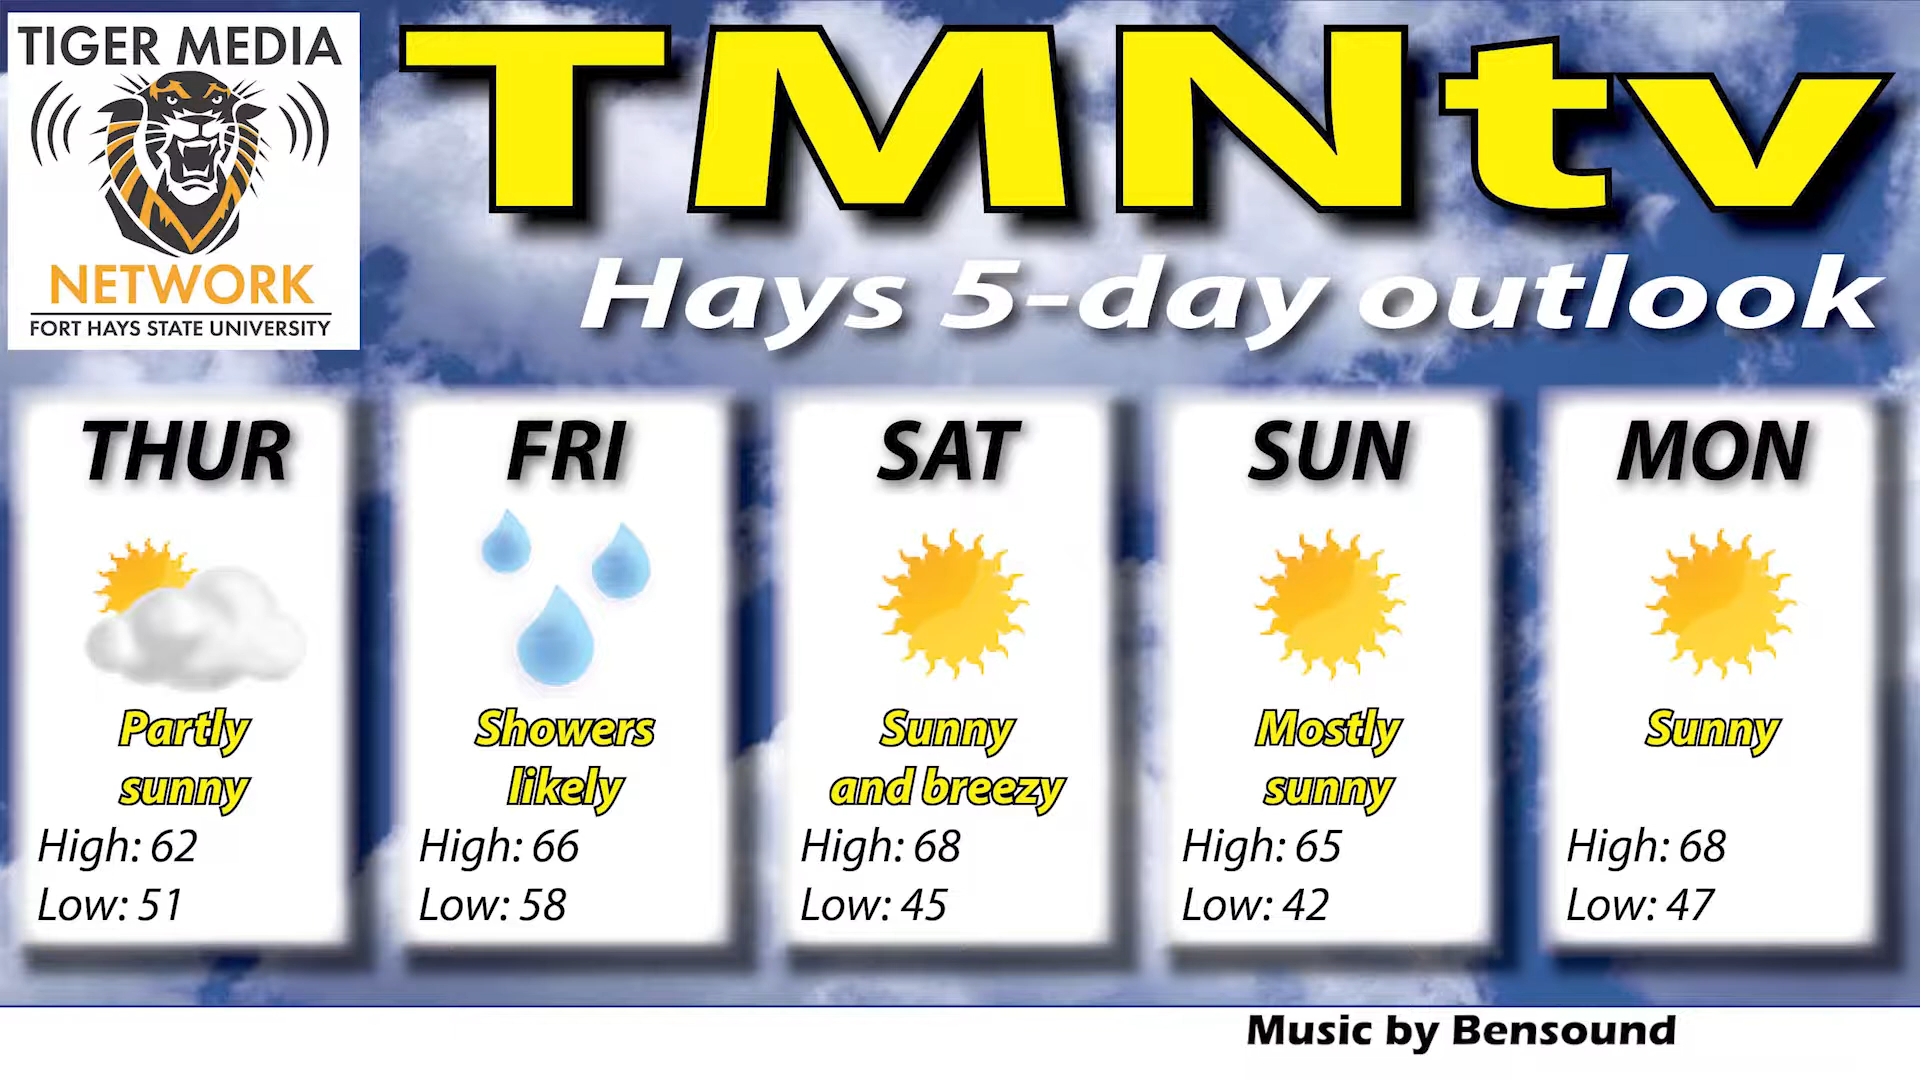 TIGER MEDIA
NETWORK
FORT HAYS STATE UNIVERSITY
TMNtv
Hays 5-day outlook
THUR
Partly
sunny
High: 62
Low: 51
FRI
Showers
likely
High: 66
Low: 58
SAT
Sunny
and breezy
High: 68
Low: 45
SUN
Mostly
sunny
High: 65
Low: 42
MON
Sunny
High: 68
Low: 47
Music by Bensound